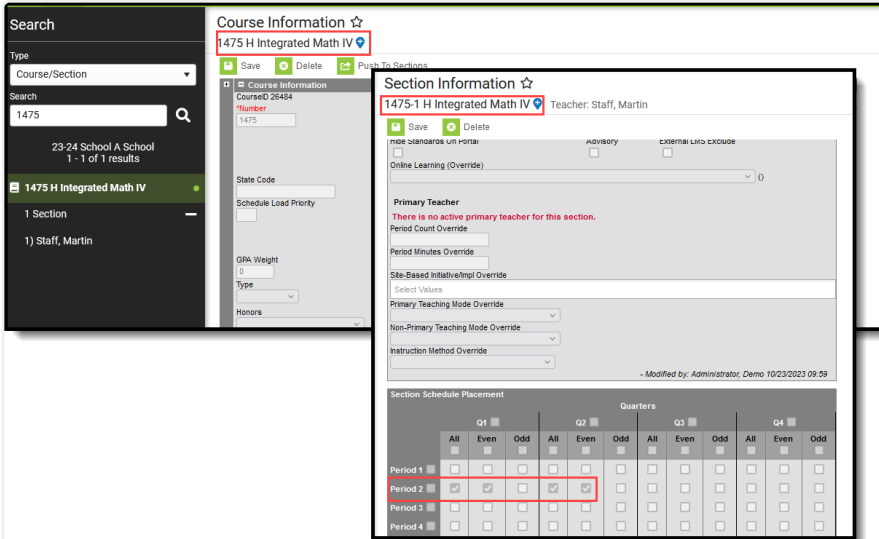 Search
Type
Course/Section
Search
1475
23-24 School A School
1 - 1 of 1 results
1475 H Integrated Math IV
1 Section
1) Staff, Martin
Course Information
1475 H Integrated Math IV
Save Delete Push To Sections
Course Information
CourseID 26484
*Number
1475
State Code
Schedule Load Priority
GPA Weight
0
Type
Honors
Section Information
1475-1 H Integrated Math IV Teacher: Staff, Martin
Save Delete
Hide Standards On Portal Advisory External LMS Exclude
Online Learning (Override)
()
Primary Teacher
There is no active primary teacher for this section.
Period Count Override
Period Minutes Override
Site-Based Initiative/Impl Override
Select Values
Primary Teaching Mode Override
Non-Primary Teaching Mode Override
Instruction Method Override
- Modified by: Administrator, Demo 10/23/2023 09:59
Section Schedule Placement
Quarters
Q1 Q2 Q3 Q4
All Even Odd All Even Odd All Even Odd All Even Odd
Period 1
Period 2
Period 3
Period 4